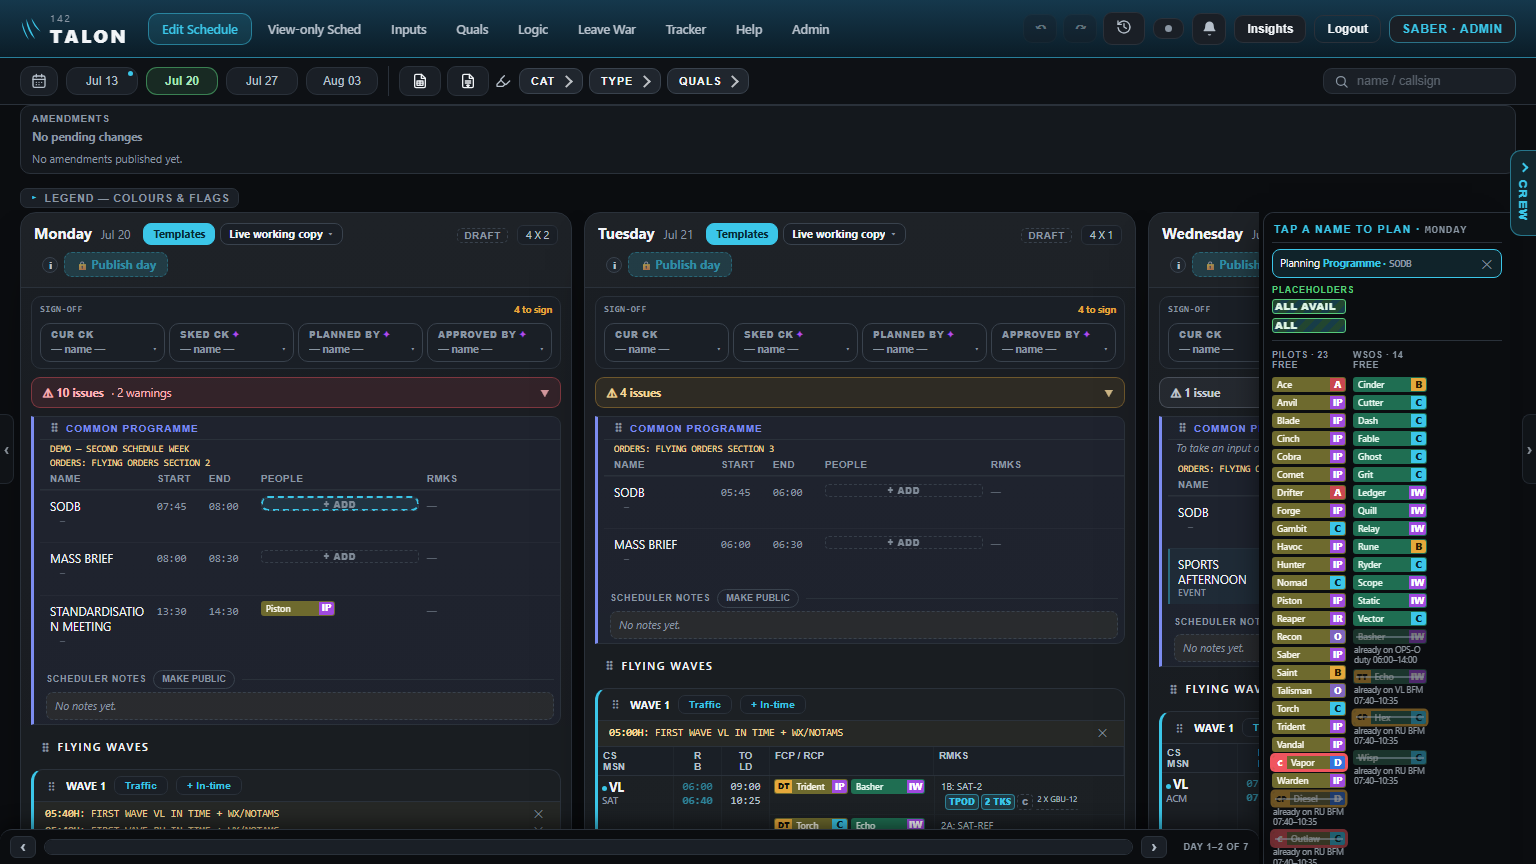 142
TALON
Edit Schedule
View-only Sched
Inputs
Quals
Logic
Leave War
Tracker
Help
Admin
Insights
Logout
SABER · ADMIN
Jul 13
Jul 20
Jul 27
Aug 03
CAT
TYPE
QUALS
name / callsign
AMENDMENTS
No pending changes
No amendments published yet.
CREW
LEGEND — COLOURS & FLAGS
Monday Jul 20 Templates Live working copy DRAFT 4 X 2
Publish day
SIGN-OFF 4 to sign
CUR CK — name —
SKED CK — name —
PLANNED BY — name —
APPROVED BY — name —
10 issues · 2 warnings
COMMON PROGRAMME
DEMO — SECOND SCHEDULE WEEK
ORDERS: FLYING ORDERS SECTION 2
NAME START END PEOPLE RMKS
SODB 07:45 08:00 + ADD —
—
MASS BRIEF 08:00 08:30 + ADD —
—
STANDARDISATIO 13:30 14:30 Piston IP —
N MEETING
—
SCHEDULER NOTES MAKE PUBLIC
No notes yet.
FLYING WAVES
WAVE 1 Traffic + In-time
05:40H: FIRST WAVE VL IN TIME + WX/NOTAMS
Tuesday Jul 21 Templates Live working copy DRAFT 4 X 1
Publish day
SIGN-OFF 4 to sign
CUR CK — name —
SKED CK — name —
PLANNED BY — name —
APPROVED BY — name —
4 issues
COMMON PROGRAMME
ORDERS: FLYING ORDERS SECTION 3
NAME START END PEOPLE RMKS
SODB 05:45 06:00 + ADD —
—
MASS BRIEF 06:00 06:30 + ADD —
—
SCHEDULER NOTES MAKE PUBLIC
No notes yet.
FLYING WAVES
WAVE 1 Traffic + In-time
05:00H: FIRST WAVE VL IN TIME + WX/NOTAMS
CS R TO FCP / RCP RMKS
MSN B LD
VL 06:00 09:00 DT Trident IP Basher IW 1B: SAT-2
SAT 06:40 10:25 TPOD 2 TKS C 2 X GBU-12
DT Torch C Echo IW 2A: SAT-REF
Wednesday
Publish
SIGN-OFF
CUR CK
— name —
1 issue
COMMON P
To take an input o
ORDERS: FLYING O
NAME
SODB
—
SPORTS
AFTERNOON
EVENT
SCHEDULER NOT
No notes yet.
FLYING WAV
WAVE 1
CS
MSN
VL 07
ACM 07
TAP A NAME TO PLAN · MONDAY
Planning Programme · SODB
PLACEHOLDERS
ALL AVAIL
ALL
PILOTS · 23 FREE
Ace A
Anvil IP
Blade IP
Cinch IP
Cobra IP
Comet IP
Drifter A
Forge IP
Gambit C
Havoc IP
Hunter IP
Nomad C
Piston IP
Reaper IR
Recon O
Saber IP
Saint B
Talisman O
Torch C
Trident IP
Vandal IP
C Vapor D
Warden IP
CP Diesel D
already on RU BFM
07:40–10:35
C Outlaw C
already on RU BFM
07:40–10:35
WSOS · 14 FREE
Cinder B
Cutter C
Dash C
Fable C
Ghost C
Grit C
Ledger IW
Quill IW
Relay IW
Rune B
Ryder C
Scope IW
Static IW
Vector C
Basher IW
already on OPS-O
duty 06:00–14:00
Echo IW
already on VL BFM
07:40–10:35
CP Hex C
already on RU BFM
07:40–10:35
Wisp C
already on RU BFM
07:40–10:35
DAY 1–2 OF 7